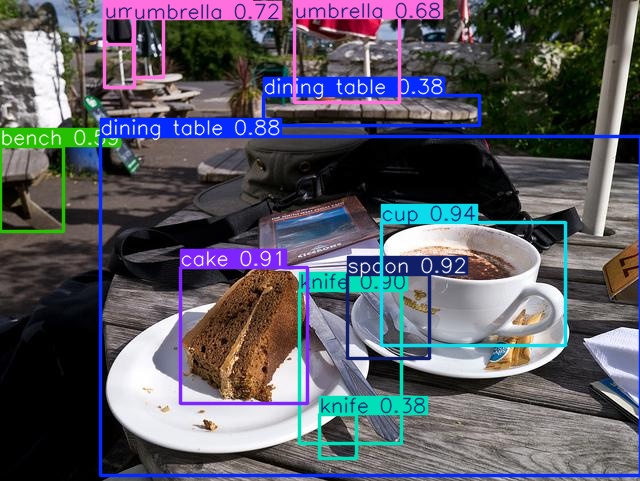 umumbrella 0.72
umbrella 0.68
dining table 0.38
dining table 0.88
bench 0.59
cup 0.94
cake 0.91
spoon 0.92
knife 0.90
knife 0.38